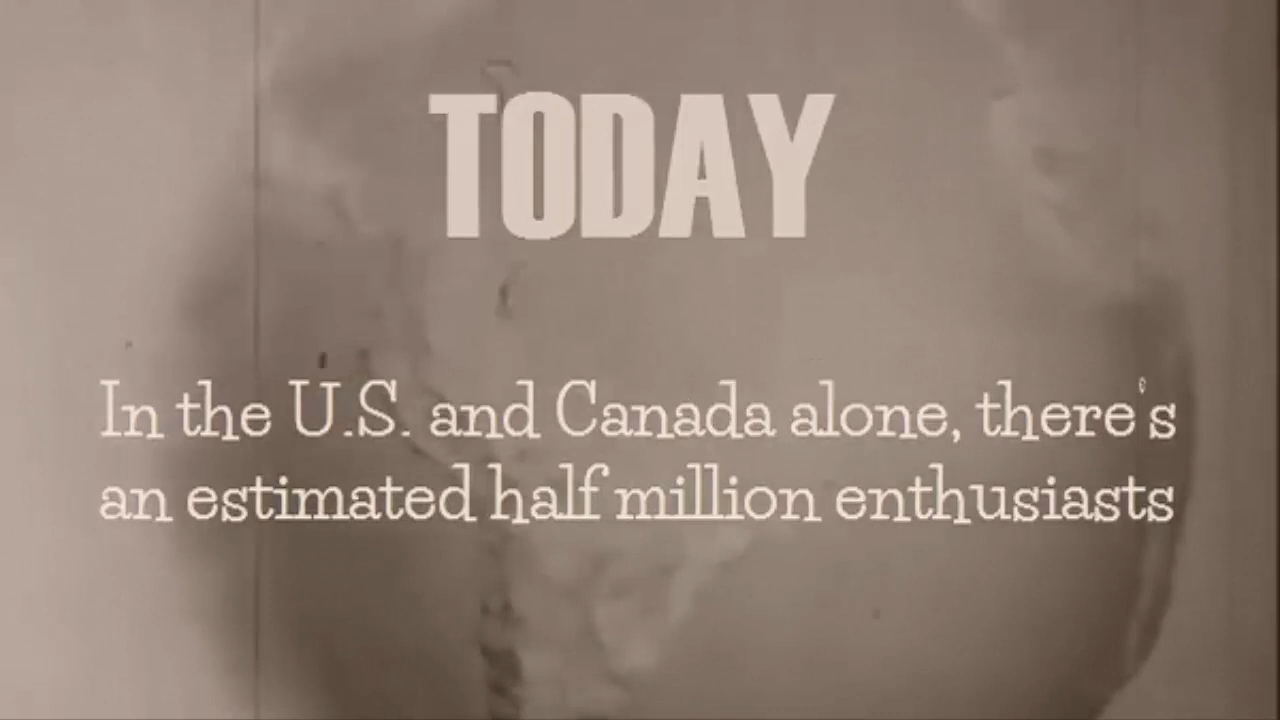 TODAY
In the U.S. and Canada alone, there's
an estimated half million enthusiasts